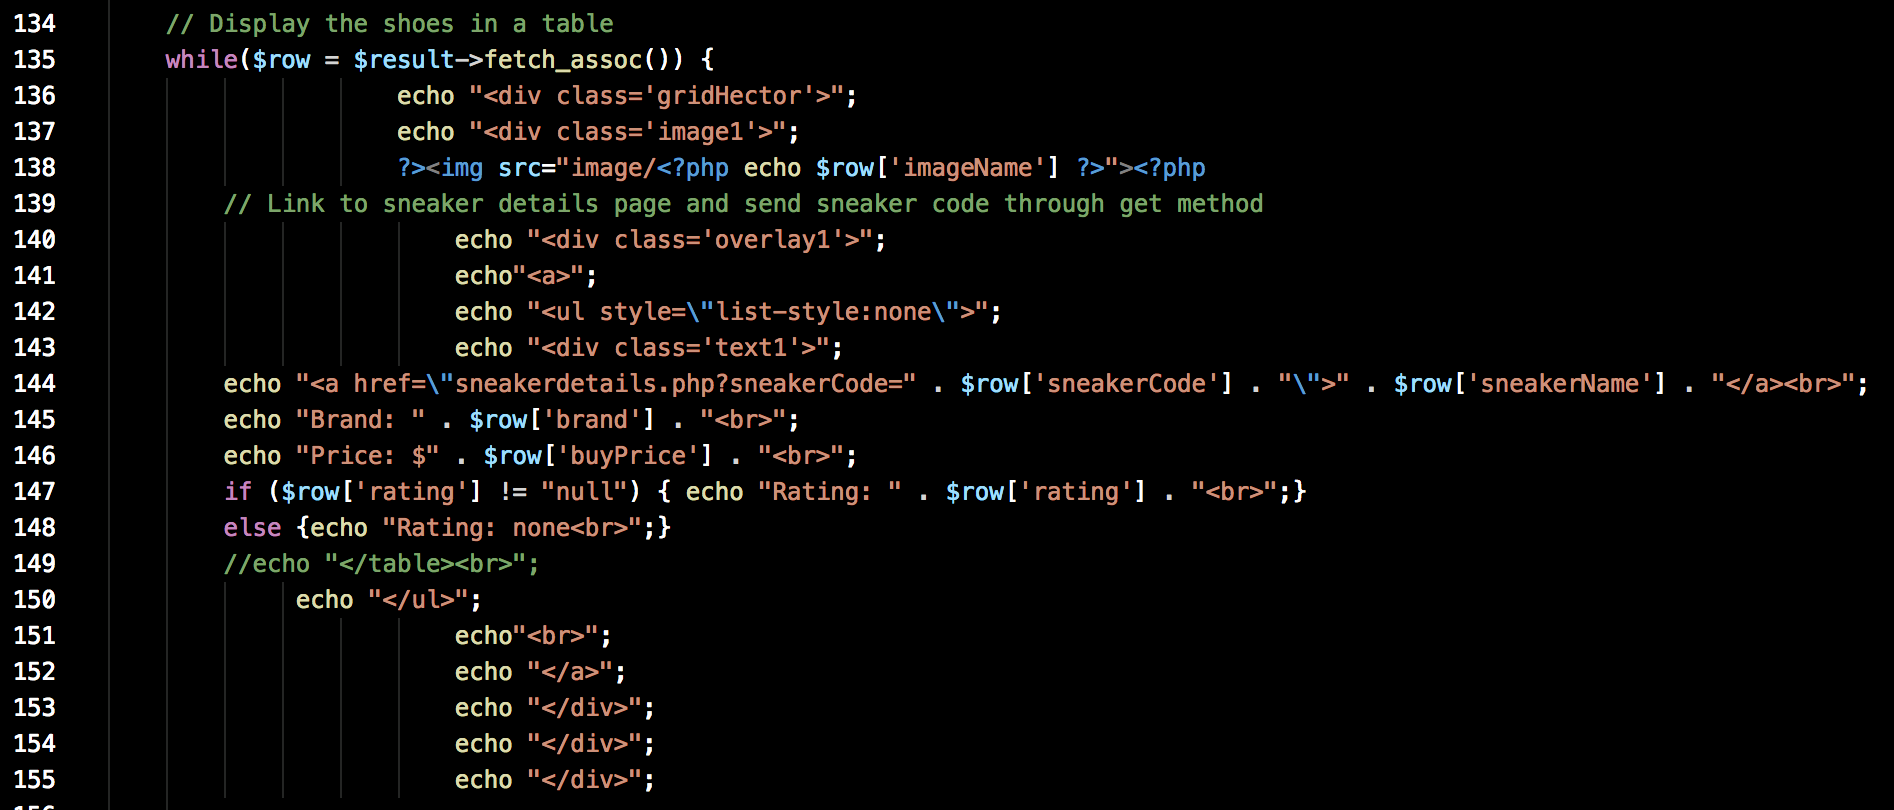 134 // Display the shoes in a table
135 while($row = $result->fetch_assoc()) {
136 echo "<div class='gridHector'>";
137 echo "<div class='image1'>";
138 ?><img src="image/<?php echo $row['imageName'] ?>"><?php
139 // Link to sneaker details page and send sneaker code through get method
140 echo "<div class='overlay1'>";
141 echo"<a>";
142 echo "<ul style=\"list-style:none\">";
143 echo "<div class='text1'>";
144 echo "<a href=\"sneakerdetails.php?sneakerCode=" . $row['sneakerCode'] . "\">" . $row['sneakerName'] . "</a><br>";
145 echo "Brand: " . $row['brand'] . "<br>";
146 echo "Price: $" . $row['buyPrice'] . "<br>";
147 if ($row['rating'] != "null") { echo "Rating: " . $row['rating'] . "<br>";}
148 else {echo "Rating: none<br>";}
149 //echo "</table><br>";
150 echo "</ul>";
151 echo"<br>";
152 echo "</a>";
153 echo "</div>";
154 echo "</div>";
155 echo "</div>";